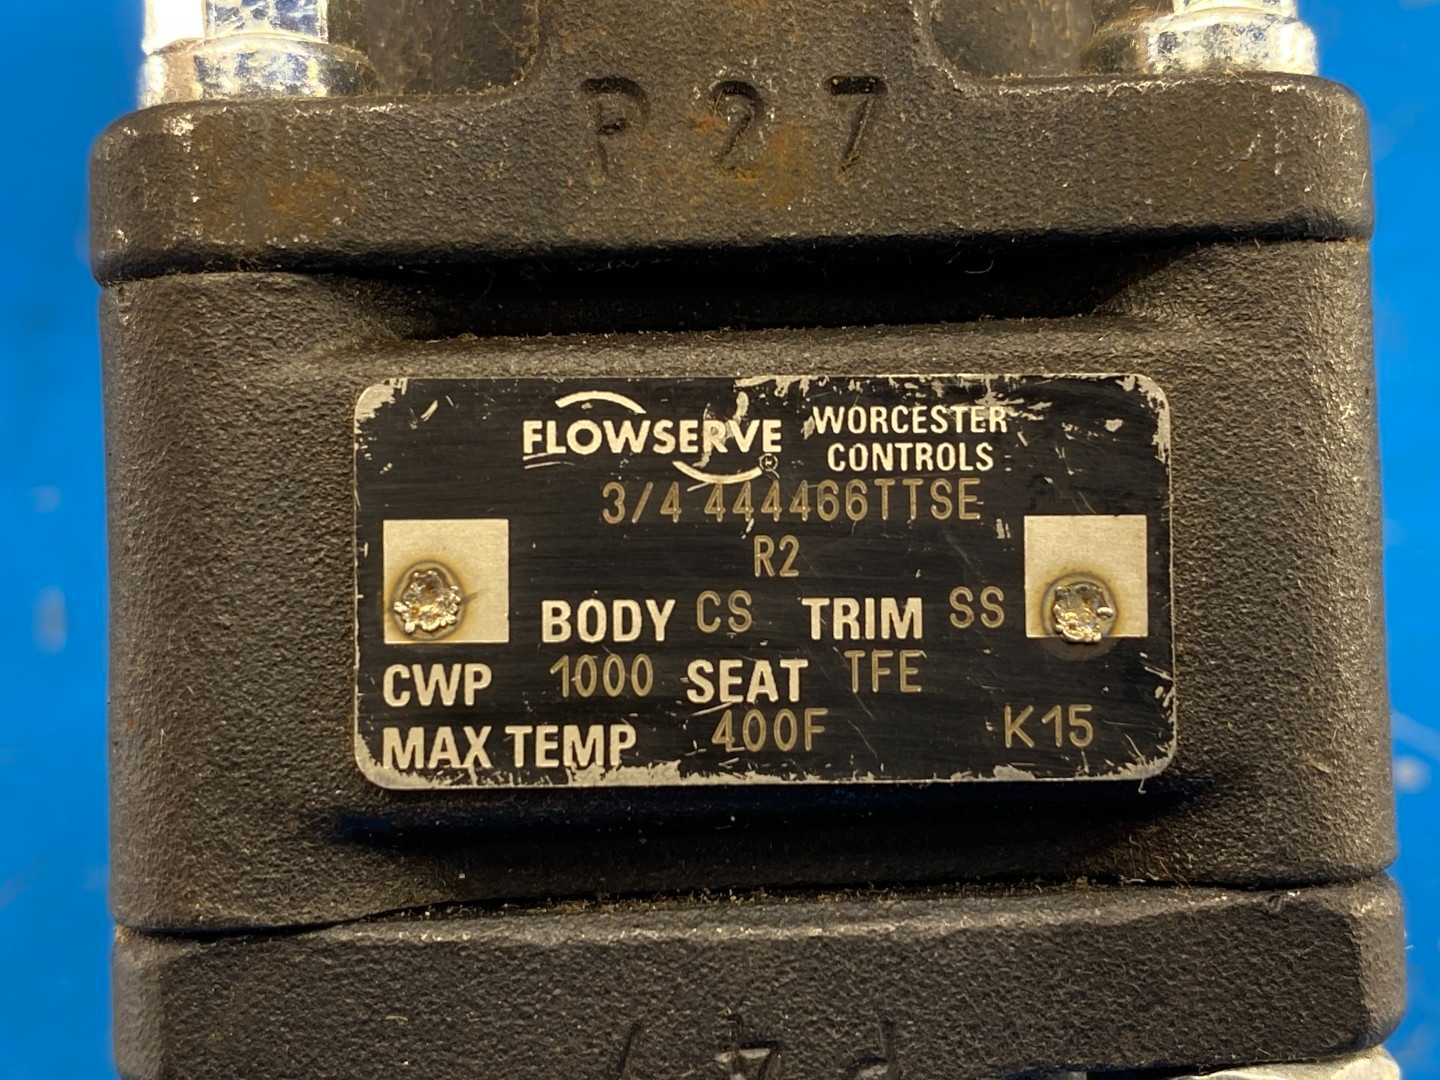 P27
FLOWSERVE ® WORCESTER CONTROLS
3/4 444466TTSE
R2
BODY CS TRIM SS
CWP 1000 SEAT TFE
MAX TEMP 400F K15